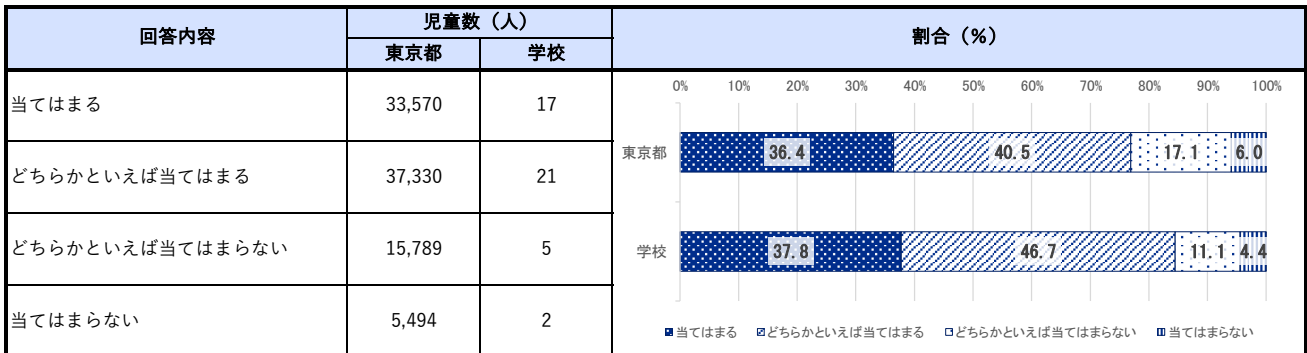 回答内容
児童数（人）
割合（％）
東京都
学校
当てはまる
33,570
17
どちらかといえば当てはまる
37,330
21
どちらかといえば当てはまらない
15,789
5
当てはまらない
5,494
2
0% 10% 20% 30% 40% 50% 60% 70% 80% 90% 100%
東京都
36.4
40.5
17.1
6.0
学校
37.8
46.7
11.1
4.4
当てはまる どちらかといえば当てはまる どちらかといえば当てはまらない 当てはまらない